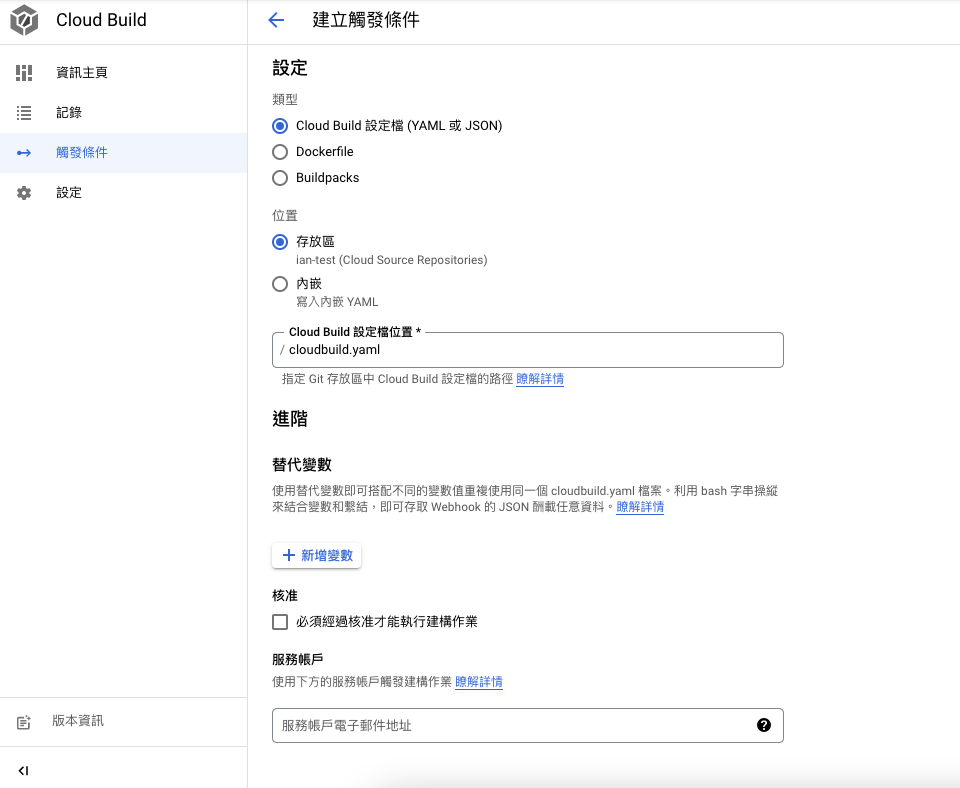 Cloud Build
建立觸發條件
資訊主頁
記錄
觸發條件
設定
版本資訊
設定
類型
Cloud Build 設定檔 (YAML 或 JSON)
Dockerfile
Buildpacks
位置
存放區
ian-test (Cloud Source Repositories)
內嵌
寫入內嵌 YAML
Cloud Build 設定檔位置 *
/ cloudbuild.yaml
指定 Git 存放區中 Cloud Build 設定檔的路徑 瞭解詳情
進階
替代變數
使用替代變數即可搭配不同的變數值重複使用同一個 cloudbuild.yaml 檔案。利用 bash 字串操縱
來結合變數和繫結，即可存取 Webhook 的 JSON 酬載任意資料。瞭解詳情
新增變數
核准
必須經過核准才能執行建構作業
服務帳戶
使用下方的服務帳戶觸發建構作業 瞭解詳情
服務帳戶電子郵件地址